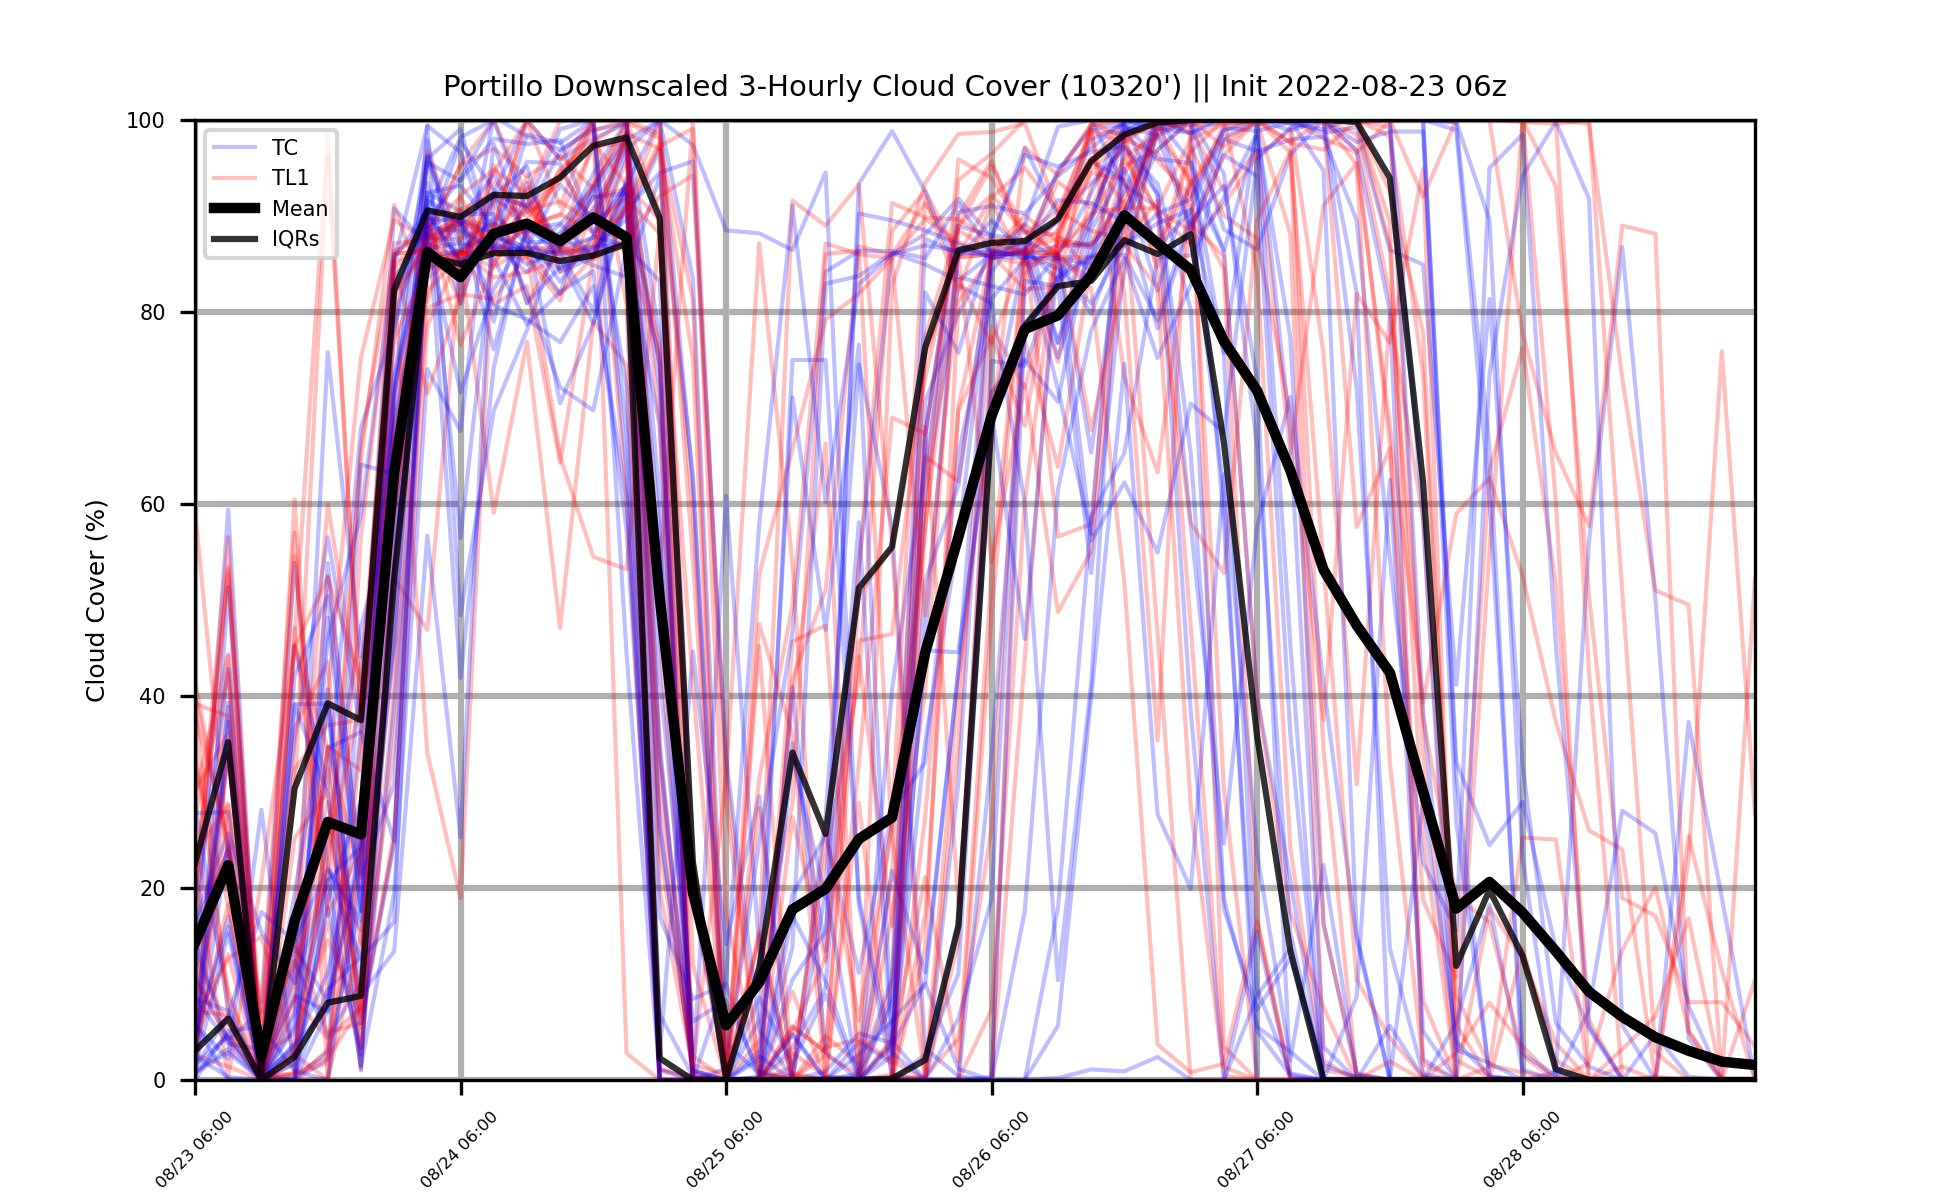 Portillo Downscaled 3-Hourly Cloud Cover (10320') || Init 2022-08-23 06z
Cloud Cover (%)
100
80
60
40
20
0
TC
TL1
Mean
IQRs
08/23 06:00
08/24 06:00
08/25 06:00
08/26 06:00
08/27 06:00
08/28 06:00